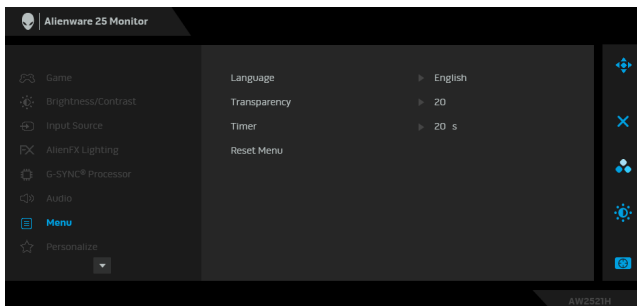 Alienware 25 Monitor
Game
Brightness/Contrast
Input Source
AlienFX Lighting
G-SYNC® Processor
Audio
Menu
Personalize
Language English
Transparency 20
Timer 20 s
Reset Menu
AW2521H